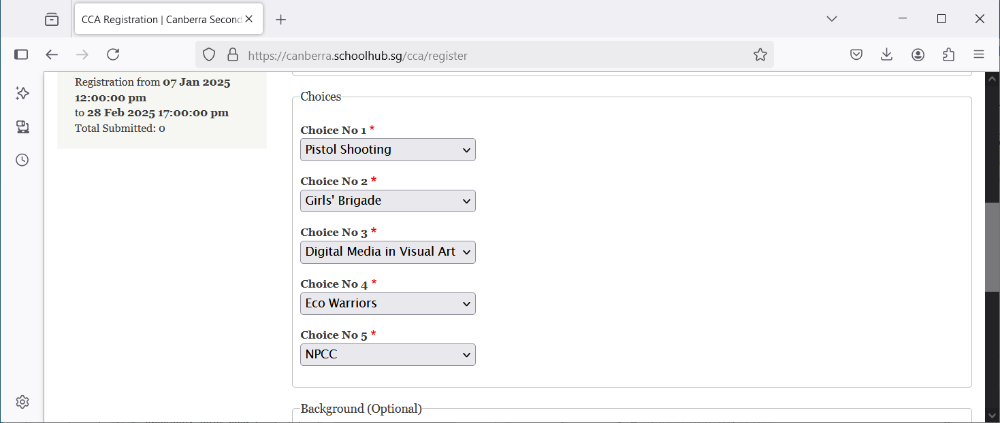 CCA Registration | Canberra Second
https://canberra.schoolhub.sg/cca/register
Registration from 07 Jan 2025
12:00:00 pm
to 28 Feb 2025 17:00:00 pm
Total Submitted: 0
Choices
Choice No 1 *
Pistol Shooting
Choice No 2 *
Girls' Brigade
Choice No 3 *
Digital Media in Visual Art
Choice No 4 *
Eco Warriors
Choice No 5 *
NPCC
Background (Optional)